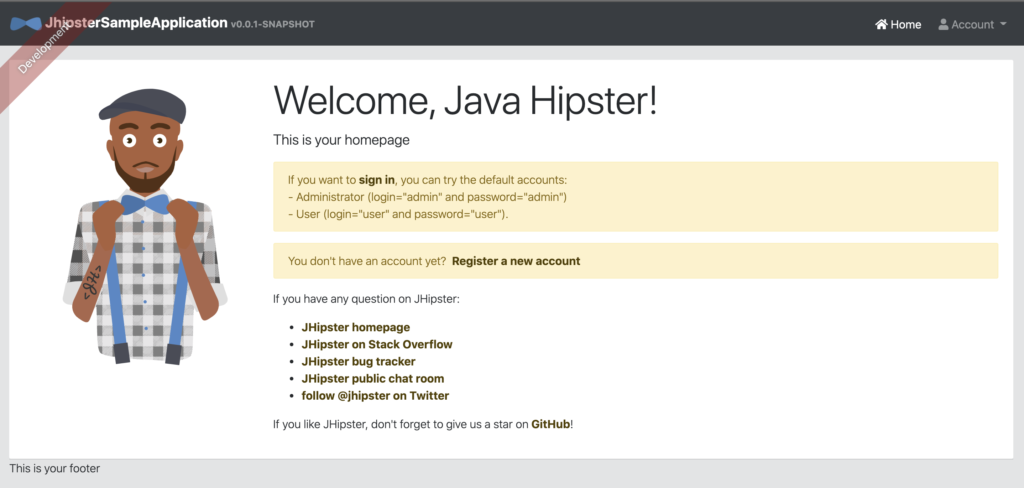 JhipsterSampleApplication v0.0.1-SNAPSHOT
Home
Account
Development
Welcome, Java Hipster!
This is your homepage
If you want to sign in, you can try the default accounts:
- Administrator (login="admin" and password="admin")
- User (login="user" and password="user").
You don't have an account yet? Register a new account
If you have any question on JHipster:
JHipster homepage
JHipster on Stack Overflow
JHipster bug tracker
JHipster public chat room
follow @jhipster on Twitter
If you like JHipster, don't forget to give us a star on GitHub!
This is your footer